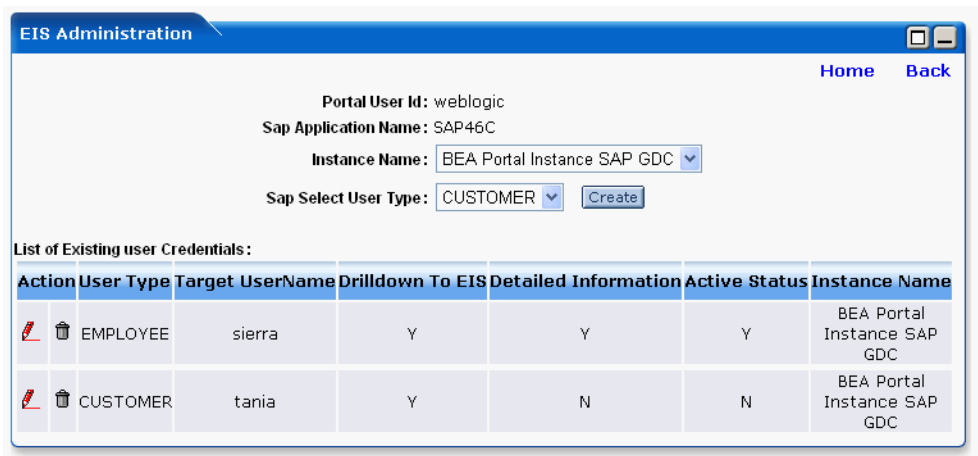 EIS Administration
Home Back
Portal User Id: weblogic
Sap Application Name: SAP46C
Instance Name: BEA Portal Instance SAP GDC
Sap Select User Type: CUSTOMER Create
List of Existing user Credentials:
Action User Type Target UserName Drilldown To EIS Detailed Information Active Status Instance Name
EMPLOYEE sierra Y Y Y BEA Portal
Instance SAP
GDC
CUSTOMER tania Y N N BEA Portal
Instance SAP
GDC